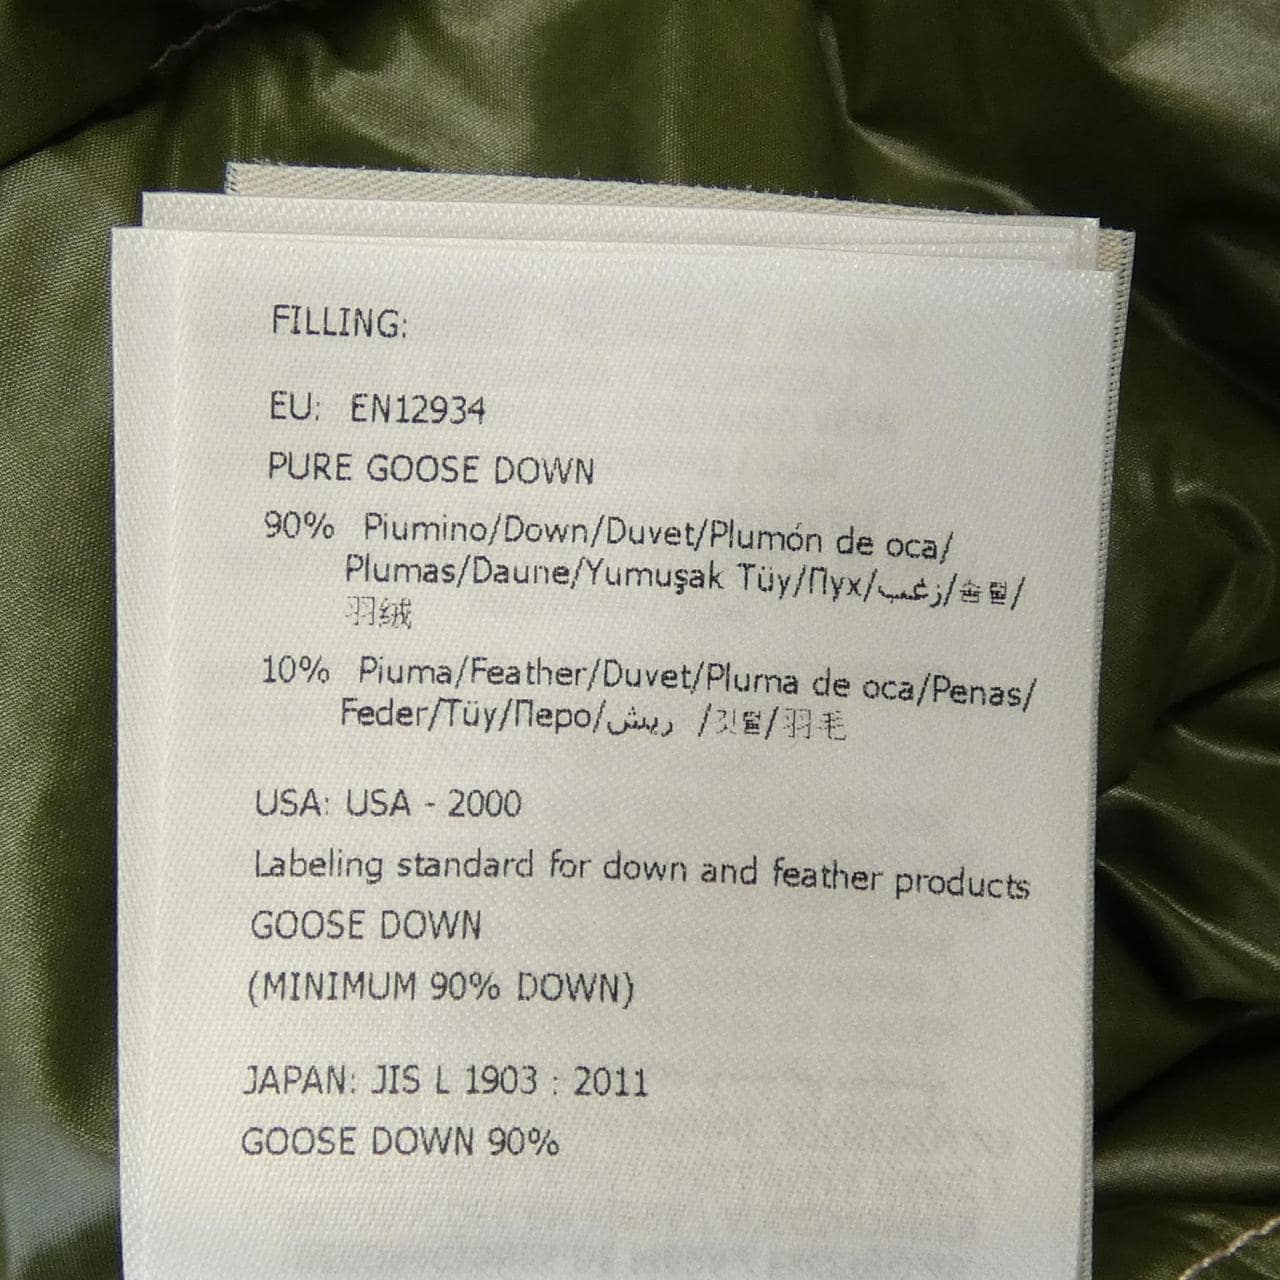 FILLING:
EU: EN12934
PURE GOOSE DOWN
90% Piumino/Down/Duvet/Plumón de oca/
Plumas/Daune/Yumuşak Tüy/Пух/زغب/솜털/
羽绒
10% Piuma/Feather/Duvet/Pluma de oca/Penas/
Feder/Tüy/Перо/ريش /깃털/羽毛
USA: USA - 2000
Labeling standard for down and feather products
GOOSE DOWN
(MINIMUM 90% DOWN)
JAPAN: JIS L 1903 : 2011
GOOSE DOWN 90%